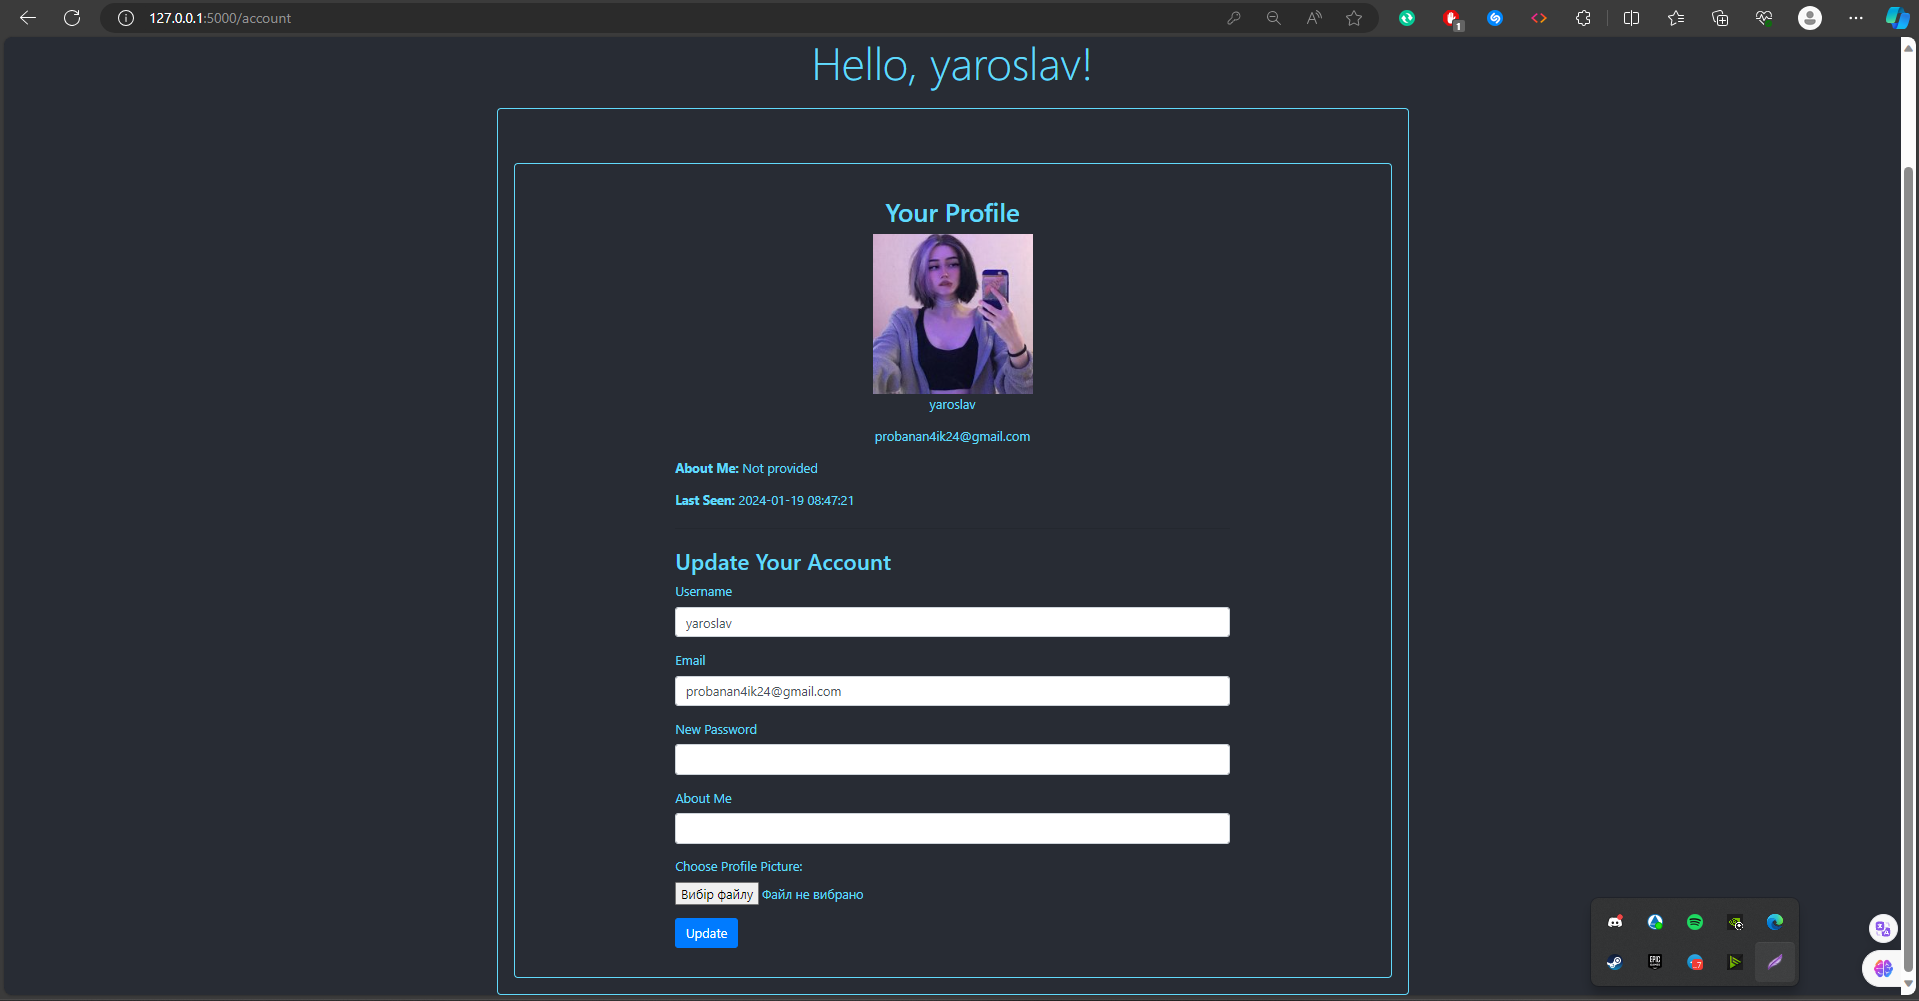 127.0.0.1:5000/account
1
Hello, yaroslav!
Your Profile
yaroslav
probanan4ik24@gmail.com
About Me: Not provided
Last Seen: 2024-01-19 08:47:21
Update Your Account
Username
yaroslav
Email
probanan4ik24@gmail.com
New Password
About Me
Choose Profile Picture:
Вибір файлу Файл не вибрано
Update
EPIC